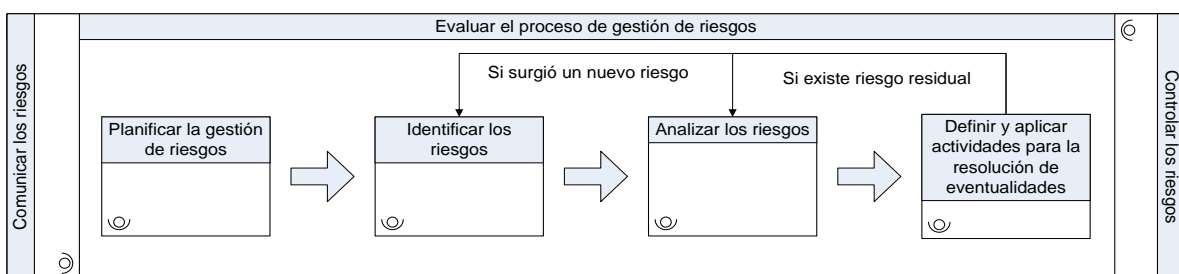 Evaluar el proceso de gestión de riesgos
Comunicar los riesgos
Si surgió un nuevo riesgo
Si existe riesgo residual
Planificar la gestión
de riesgos
Identificar los
riesgos
Analizar los riesgos
Definir y aplicar
actividades para la
resolución de
eventualidades
Controlar los riesgos